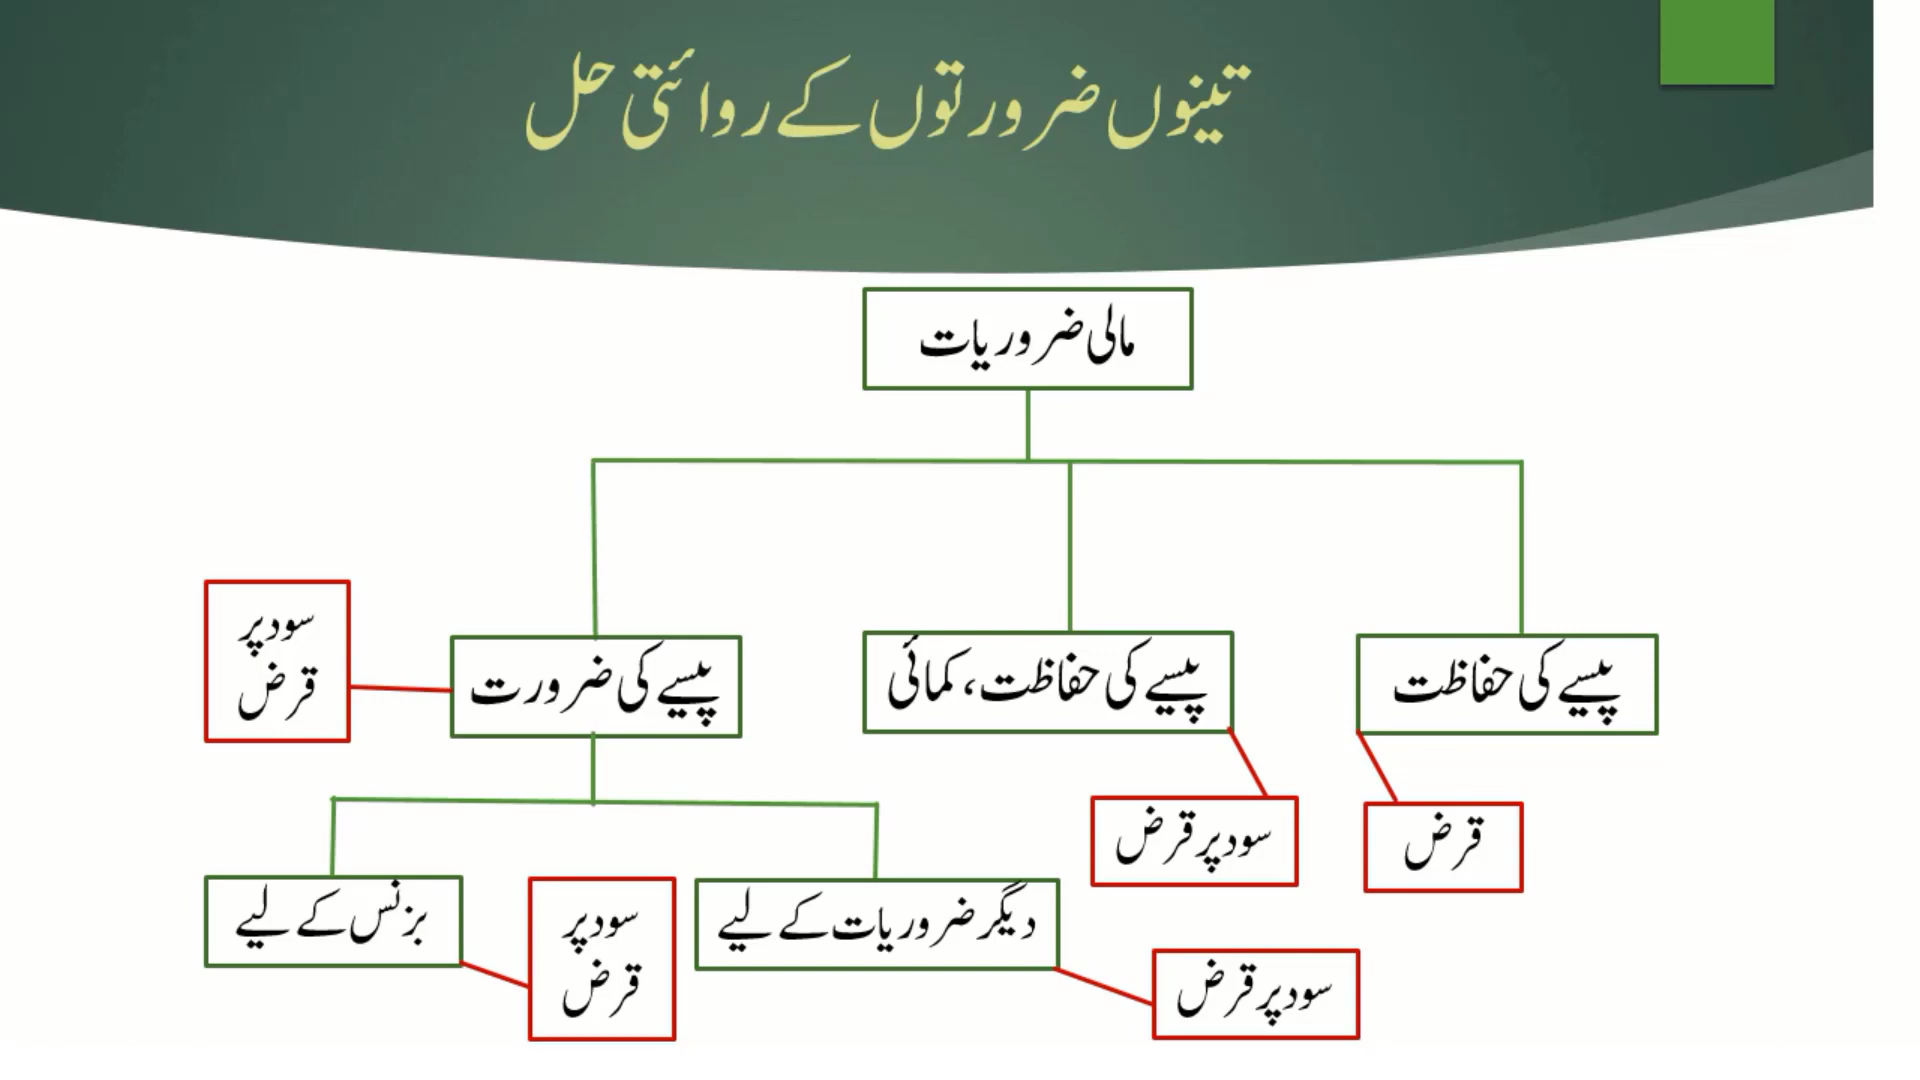 تینوں ضرورتوں کے روائتی حل
مالی ضروریات
پیسے کی حفاظت
پیسے کی حفاظت، کمائی
پیسے کی ضرورت
سود پر
قرض
قرض
سود پر قرض
دیگر ضروریات کے لیے
بزنس کے لیے
سود پر
قرض
سود پر قرض